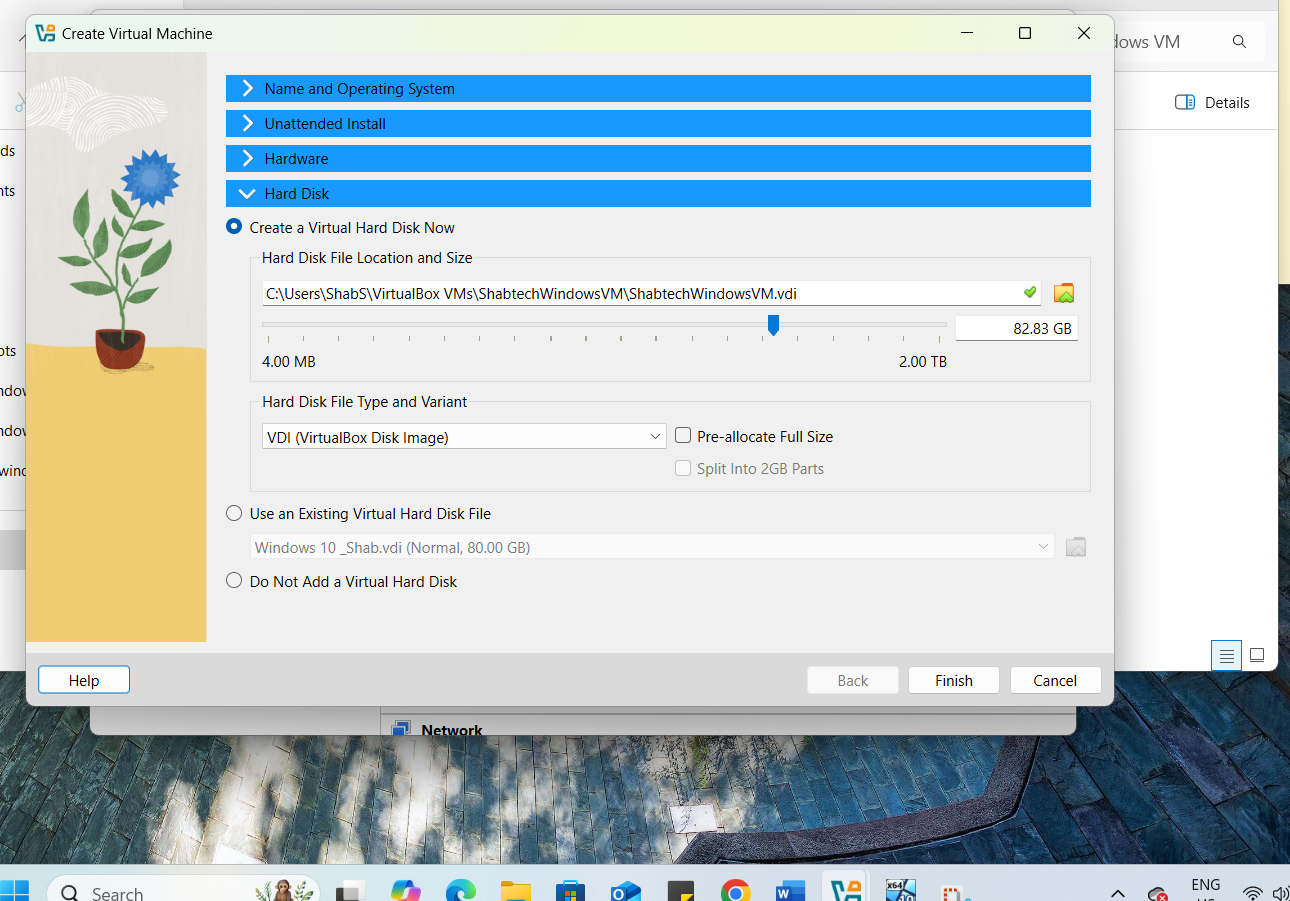 Create Virtual Machine
dows VM
Details
Name and Operating System
Unattended Install
Hardware
Hard Disk
Create a Virtual Hard Disk Now
Hard Disk File Location and Size
C:\Users\ShabS\VirtualBox VMs\ShabtechWindowsVM\ShabtechWindowsVM.vdi
82.83 GB
4.00 MB
2.00 TB
Hard Disk File Type and Variant
VDI (VirtualBox Disk Image)
Pre-allocate Full Size
Split Into 2GB Parts
Use an Existing Virtual Hard Disk File
Windows 10 _Shab.vdi (Normal, 80.00 GB)
Do Not Add a Virtual Hard Disk
ds
nts
ots
ndow
ndow
wind
Help
Back
Finish
Cancel
Network
Search
X64
10
ENG